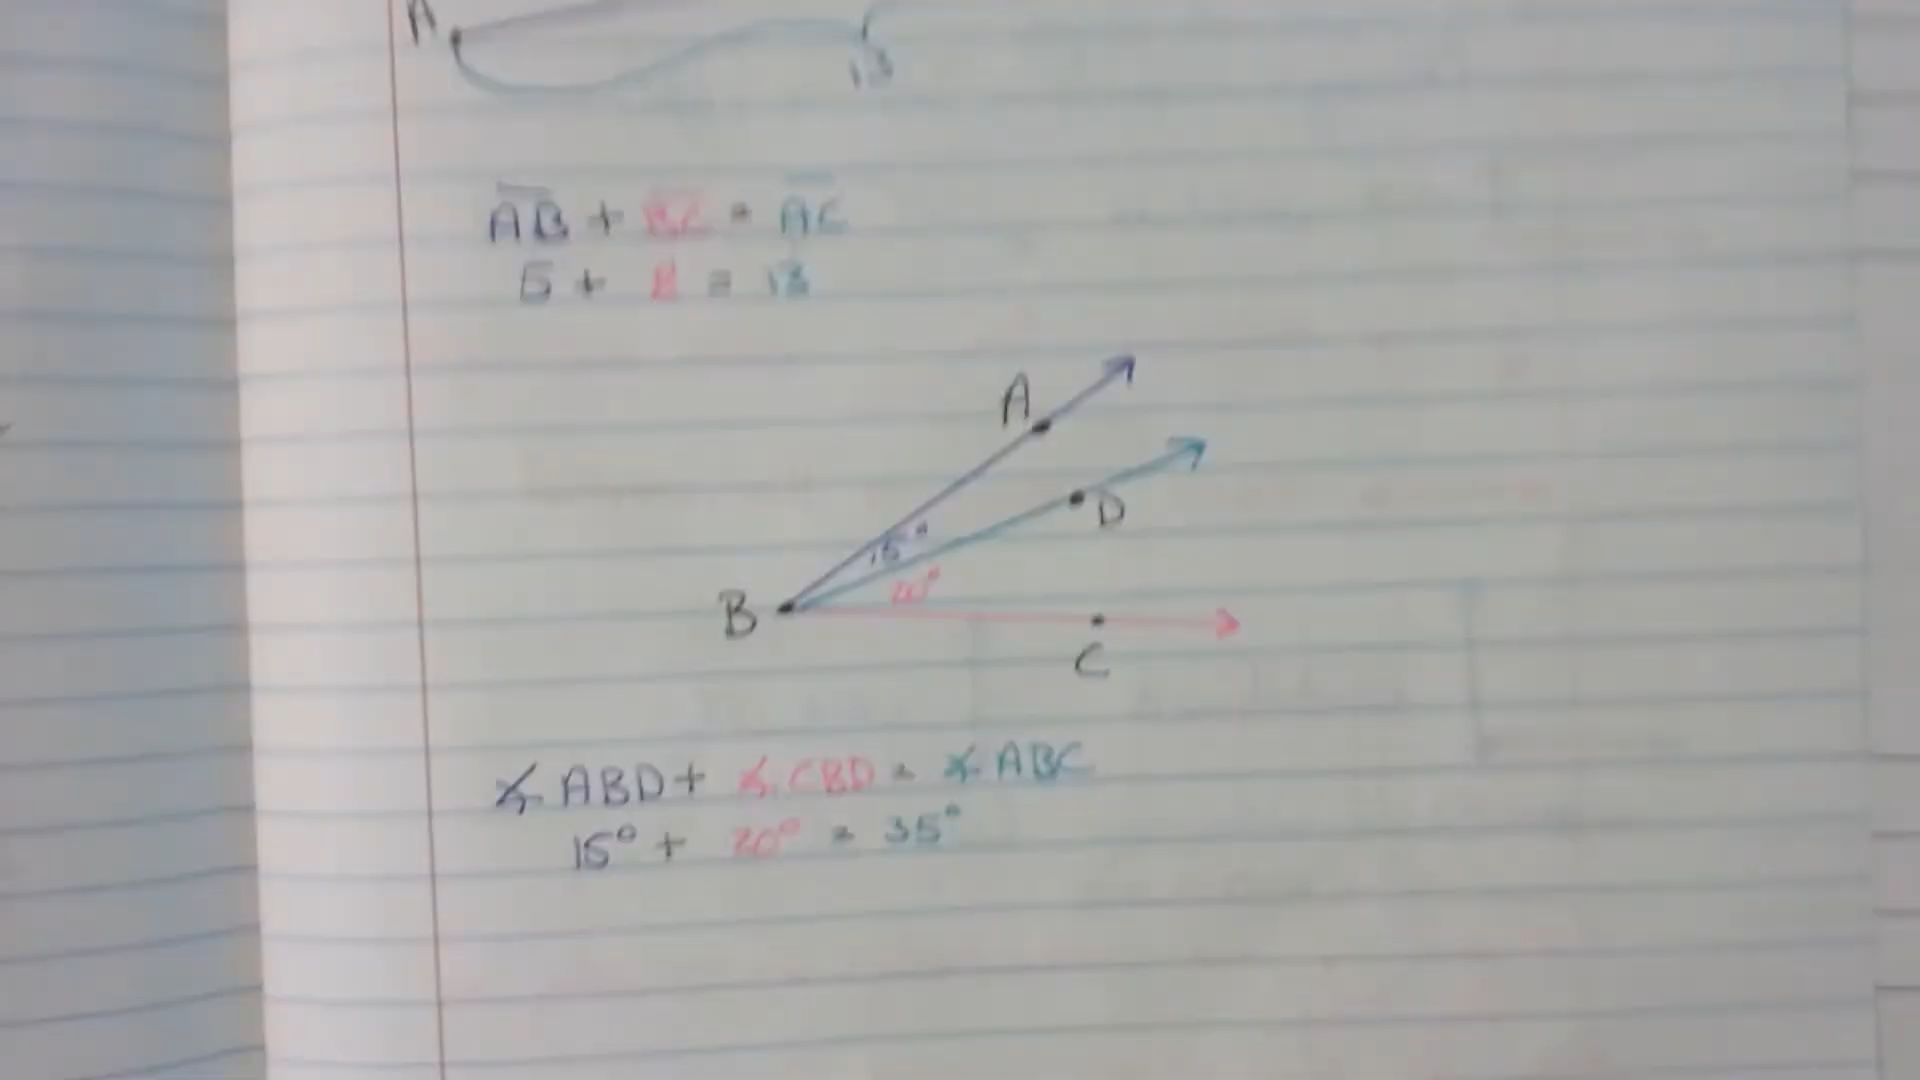 A
13
AB + BC = AC
5 + 8 = 13
A
D
15°
20°
B
C
∡ ABD + ∡ CBD = ∡ ABC
15° + 20° = 35°